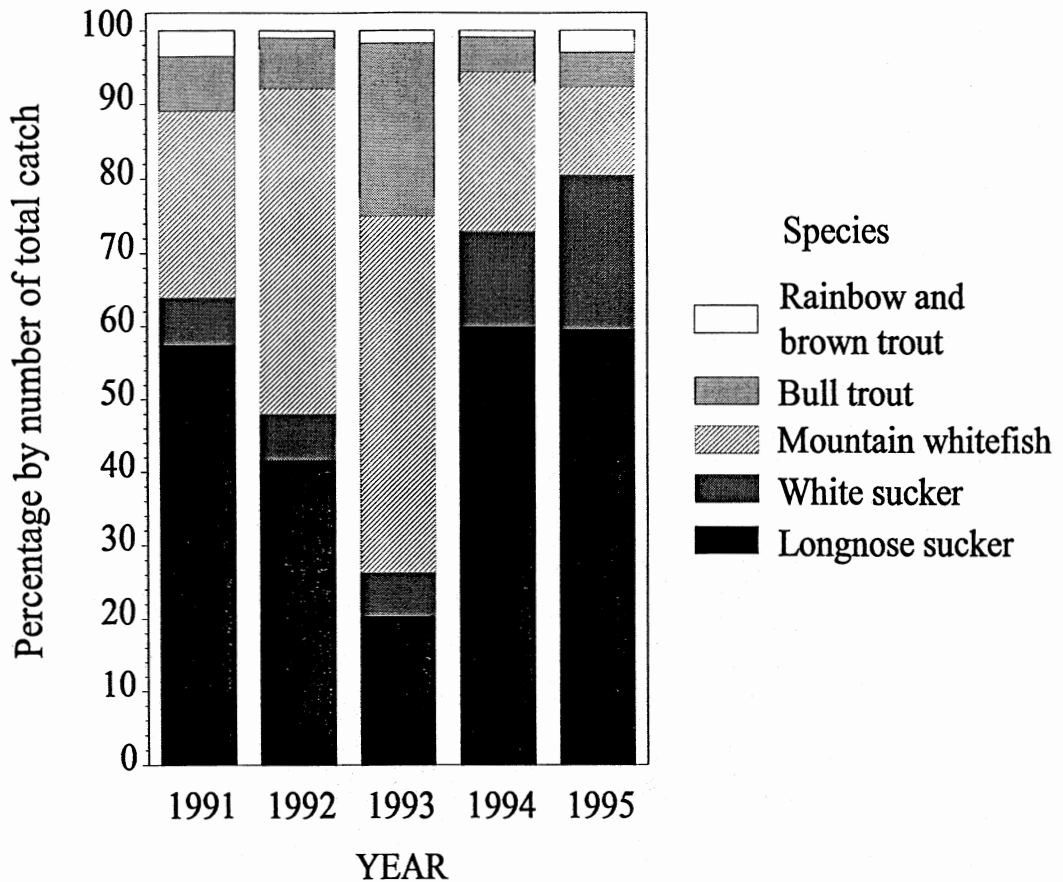 Percentage by number of total catch
100
90
80
70
60
50
40
30
20
10
0
1991 1992 1993 1994 1995
YEAR
Species
Rainbow and
brown trout
Bull trout
Mountain whitefish
White sucker
Longnose sucker